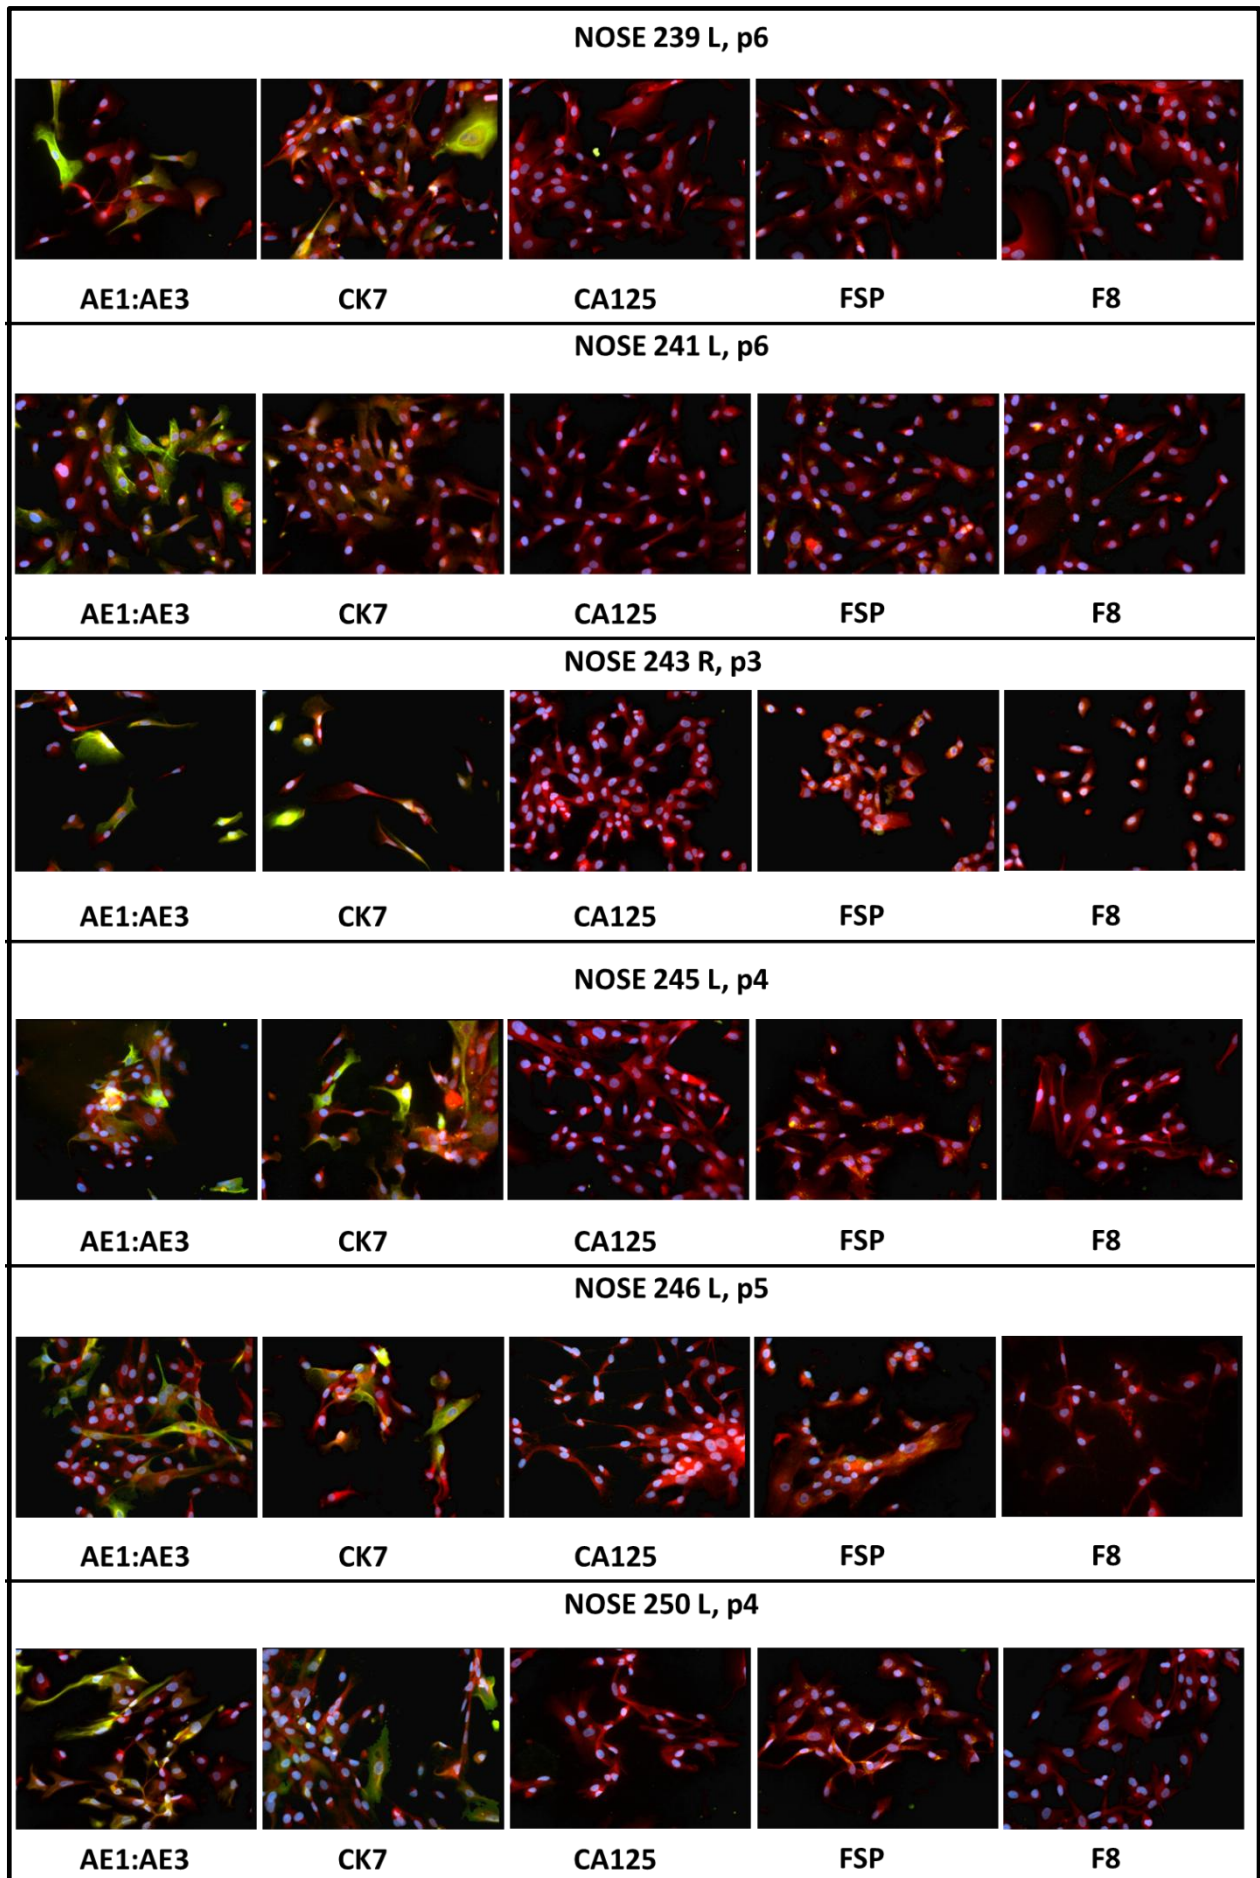 NOSE 239 L, p6
AE1:AE3 CK7 CA125 FSP F8
NOSE 241 L, p6
AE1:AE3 CK7 CA125 FSP F8
NOSE 243 R, p3
AE1:AE3 CK7 CA125 FSP F8
NOSE 245 L, p4
AE1:AE3 CK7 CA125 FSP F8
NOSE 246 L, p5
AE1:AE3 CK7 CA125 FSP F8
NOSE 250 L, p4
AE1:AE3 CK7 CA125 FSP F8